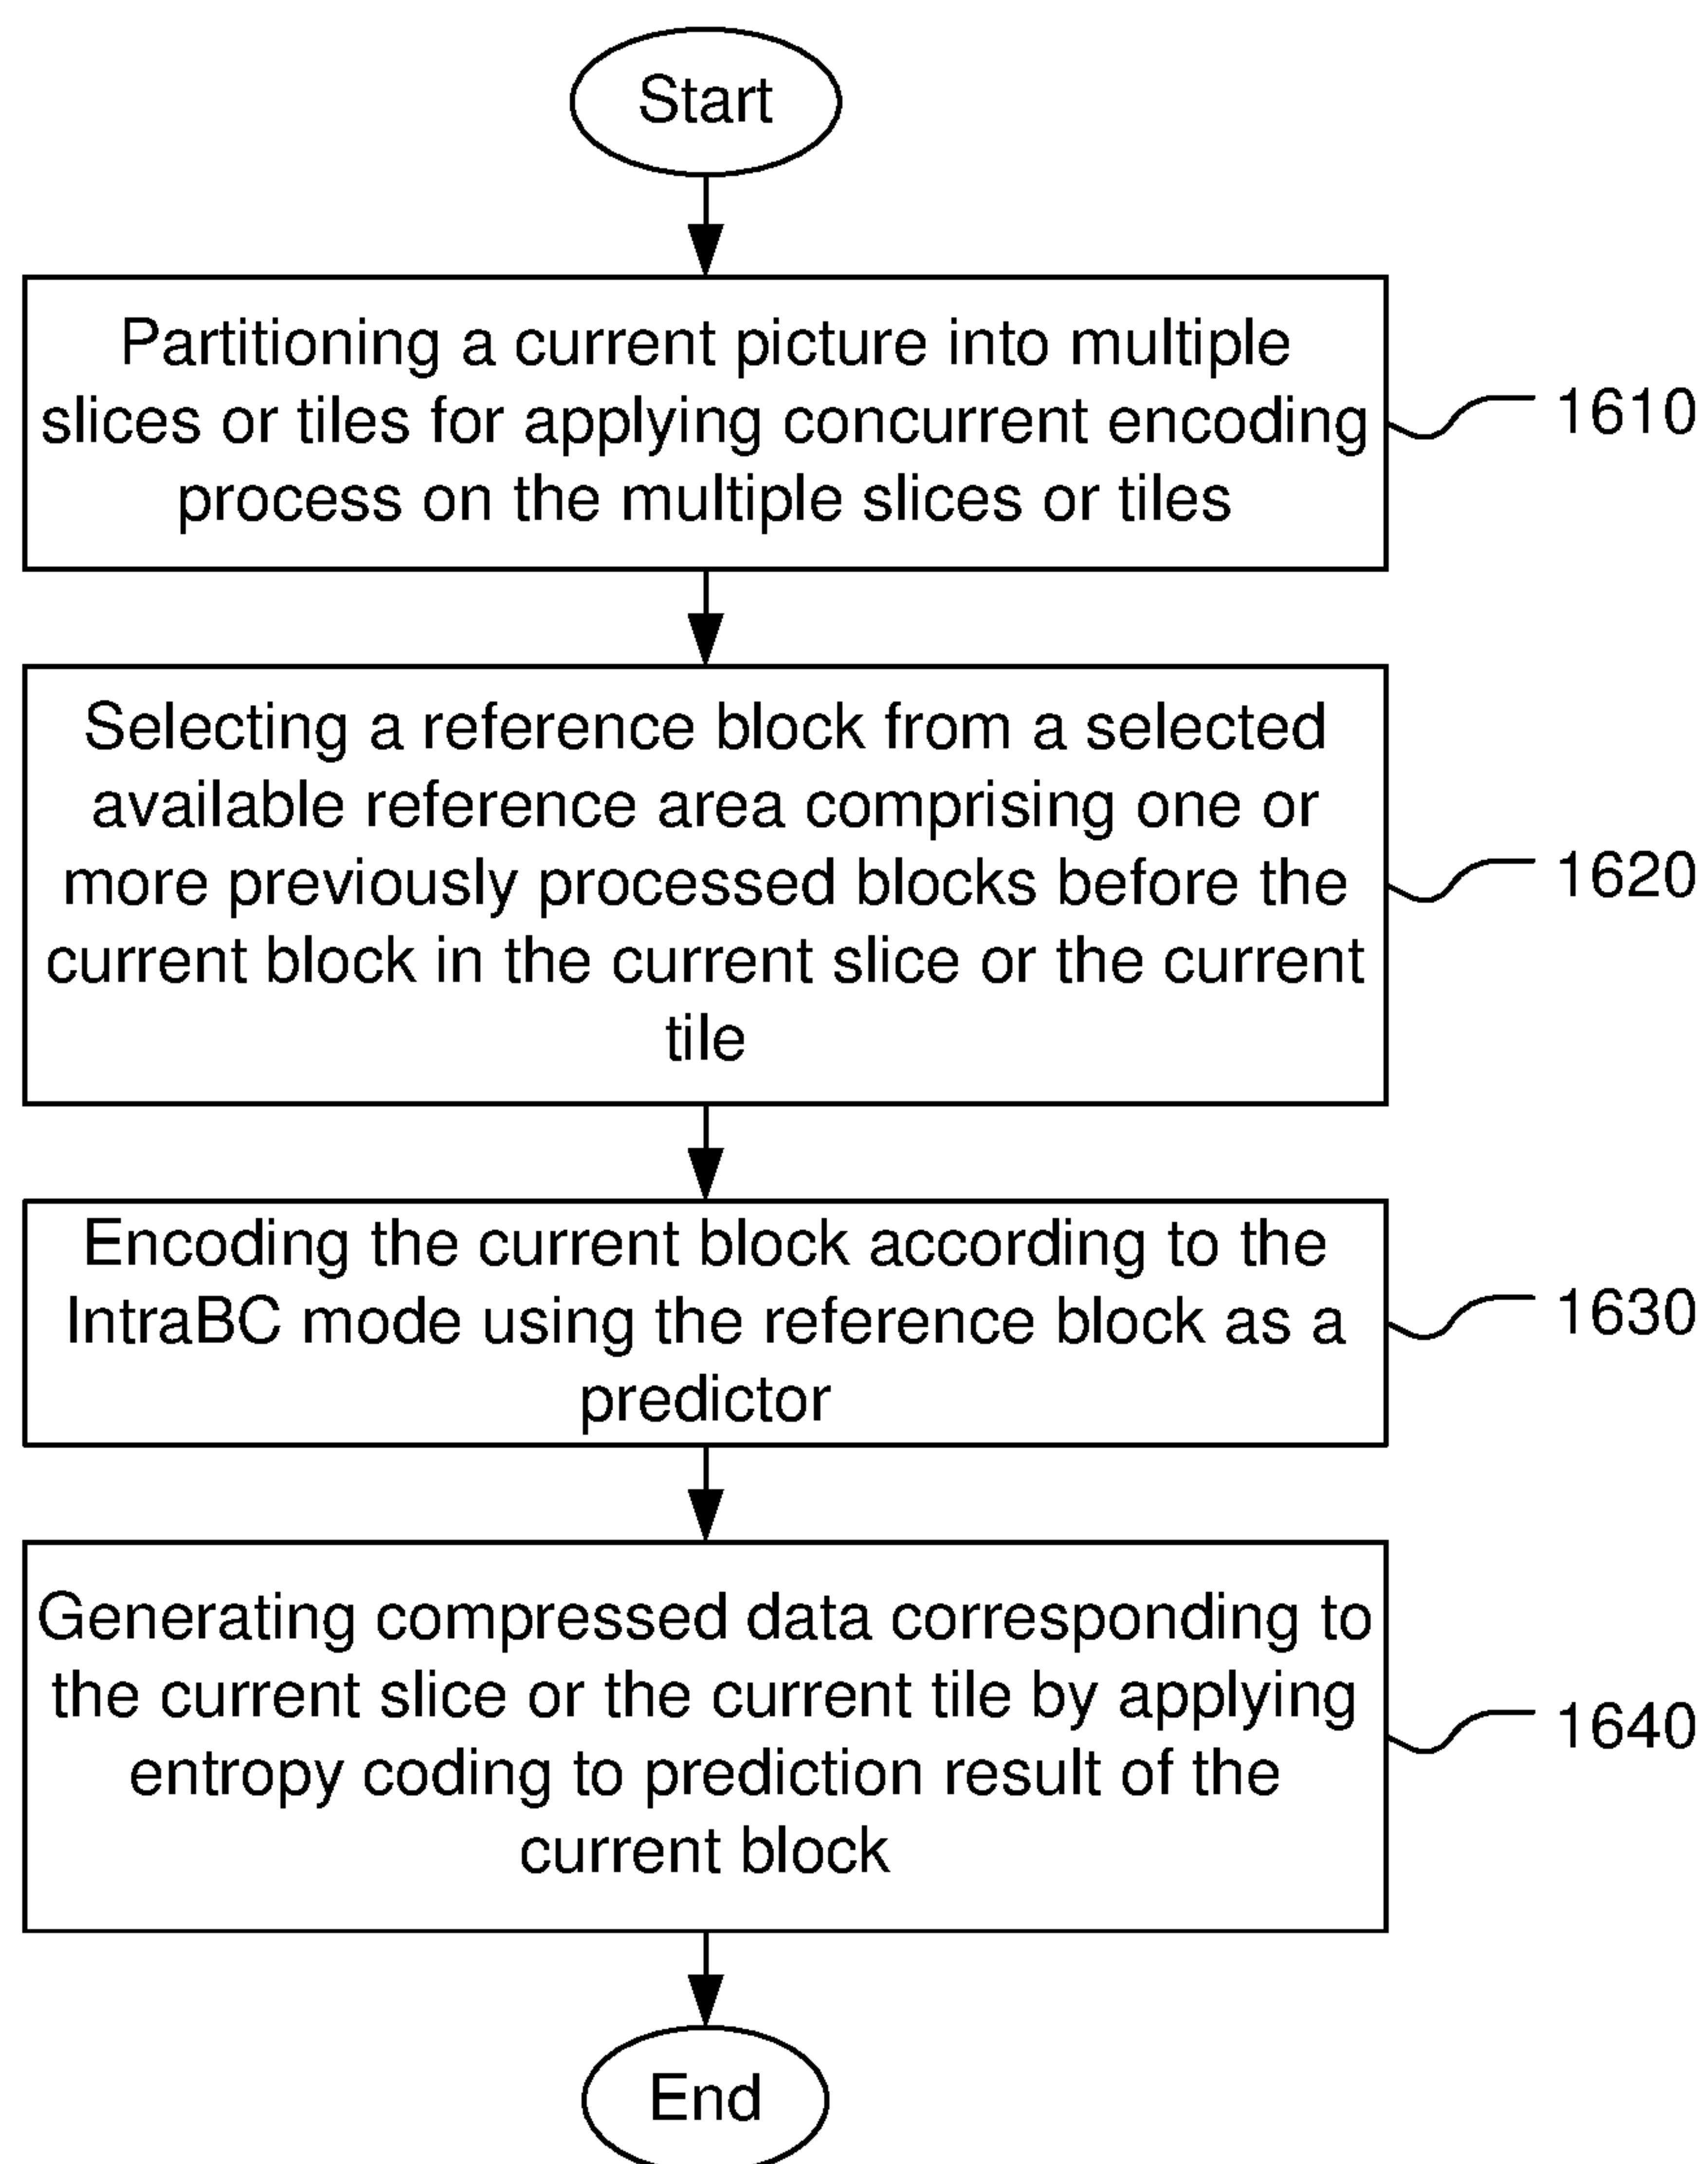 Start
Partitioning a current picture into multiple
slices or tiles for applying concurrent encoding
process on the multiple slices or tiles
1610
Selecting a reference block from a selected
available reference area comprising one or
more previously processed blocks before the
current block in the current slice or the current
tile
1620
Encoding the current block according to the
IntraBC mode using the reference block as a
predictor
1630
Generating compressed data corresponding to
the current slice or the current tile by applying
entropy coding to prediction result of the
current block
1640
End